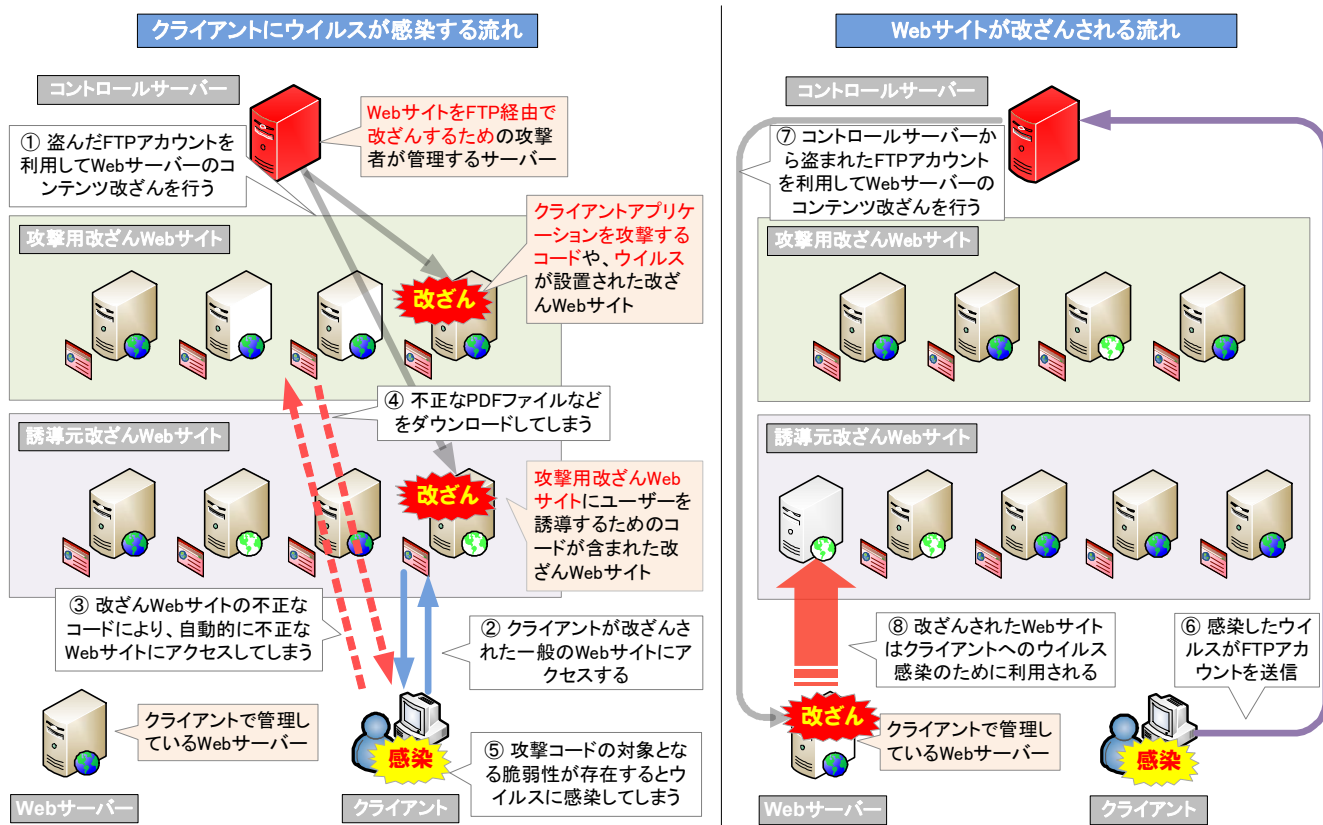 クライアントにウイルスが感染する流れ
コントロールサーバー
WebサイトをFTP経由で
改ざんするための攻撃
者が管理するサーバー
① 盗んだFTPアカウントを
利用してWebサーバーのコ
ンテンツ改ざんを行う
攻撃用改ざんWebサイト
クライアントアプリケ
ーションを攻撃する
コードや、ウイルス
が設置された改ざ
んWebサイト
改ざん
④ 不正なPDFファイルなど
をダウンロードしてしまう
誘導元改ざんWebサイト
改ざん
攻撃用改ざんWeb
サイトにユーザーを
誘導するためのコ
ードが含まれた改
ざんWebサイト
③ 改ざんWebサイトの不正な
コードにより、自動的に不正な
Webサイトにアクセスしてしまう
② クライアントが改ざんさ
れた一般のWebサイトにア
クセスする
クライアントで管理し
ているWebサーバー
感染
⑤ 攻撃コードの対象とな
る脆弱性が存在するとウ
イルスに感染してしまう
Webサーバー
クライアント
Webサイトが改ざんされる流れ
コントロールサーバー
⑦ コントロールサーバーか
ら盗まれたFTPアカウント
を利用してWebサーバーの
コンテンツ改ざんを行う
攻撃用改ざんWebサイト
誘導元改ざんWebサイト
⑧ 改ざんされたWebサイト
はクライアントへのウイルス
感染のために利用される
⑥ 感染したウイ
ルスがFTPアカ
ウントを送信
改ざん
クライアントで管理し
ているWebサーバー
感染
Webサーバー
クライアント